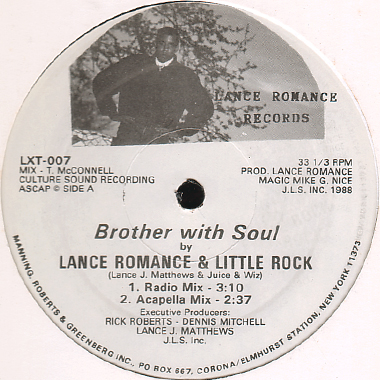 LANCE ROMANCE
RECORDS
LXT-007
MIX - T. McCONNELL
CULTURE SOUND RECORDING
ASCAP © SIDE A
33 1/3 RPM
PROD. LANCE ROMANCE
MAGIC MIKE G. NICE
J.L.S. INC. 1988
Brother with Soul
by
LANCE ROMANCE & LITTLE ROCK
(Lance J. Matthews & Juice & Wiz)
1. Radio Mix - 3:10
2. Acapella Mix - 2:37
Executive Producers:
RICK ROBERTS - DENNIS MITCHELL
LANCE J. MATTHEWS
J.L.S. Inc.
MANNING, ROBERTS & GREENBERG INC., PO BOX 667, CORONA/ELMHURST STATION, NEW YORK 11373